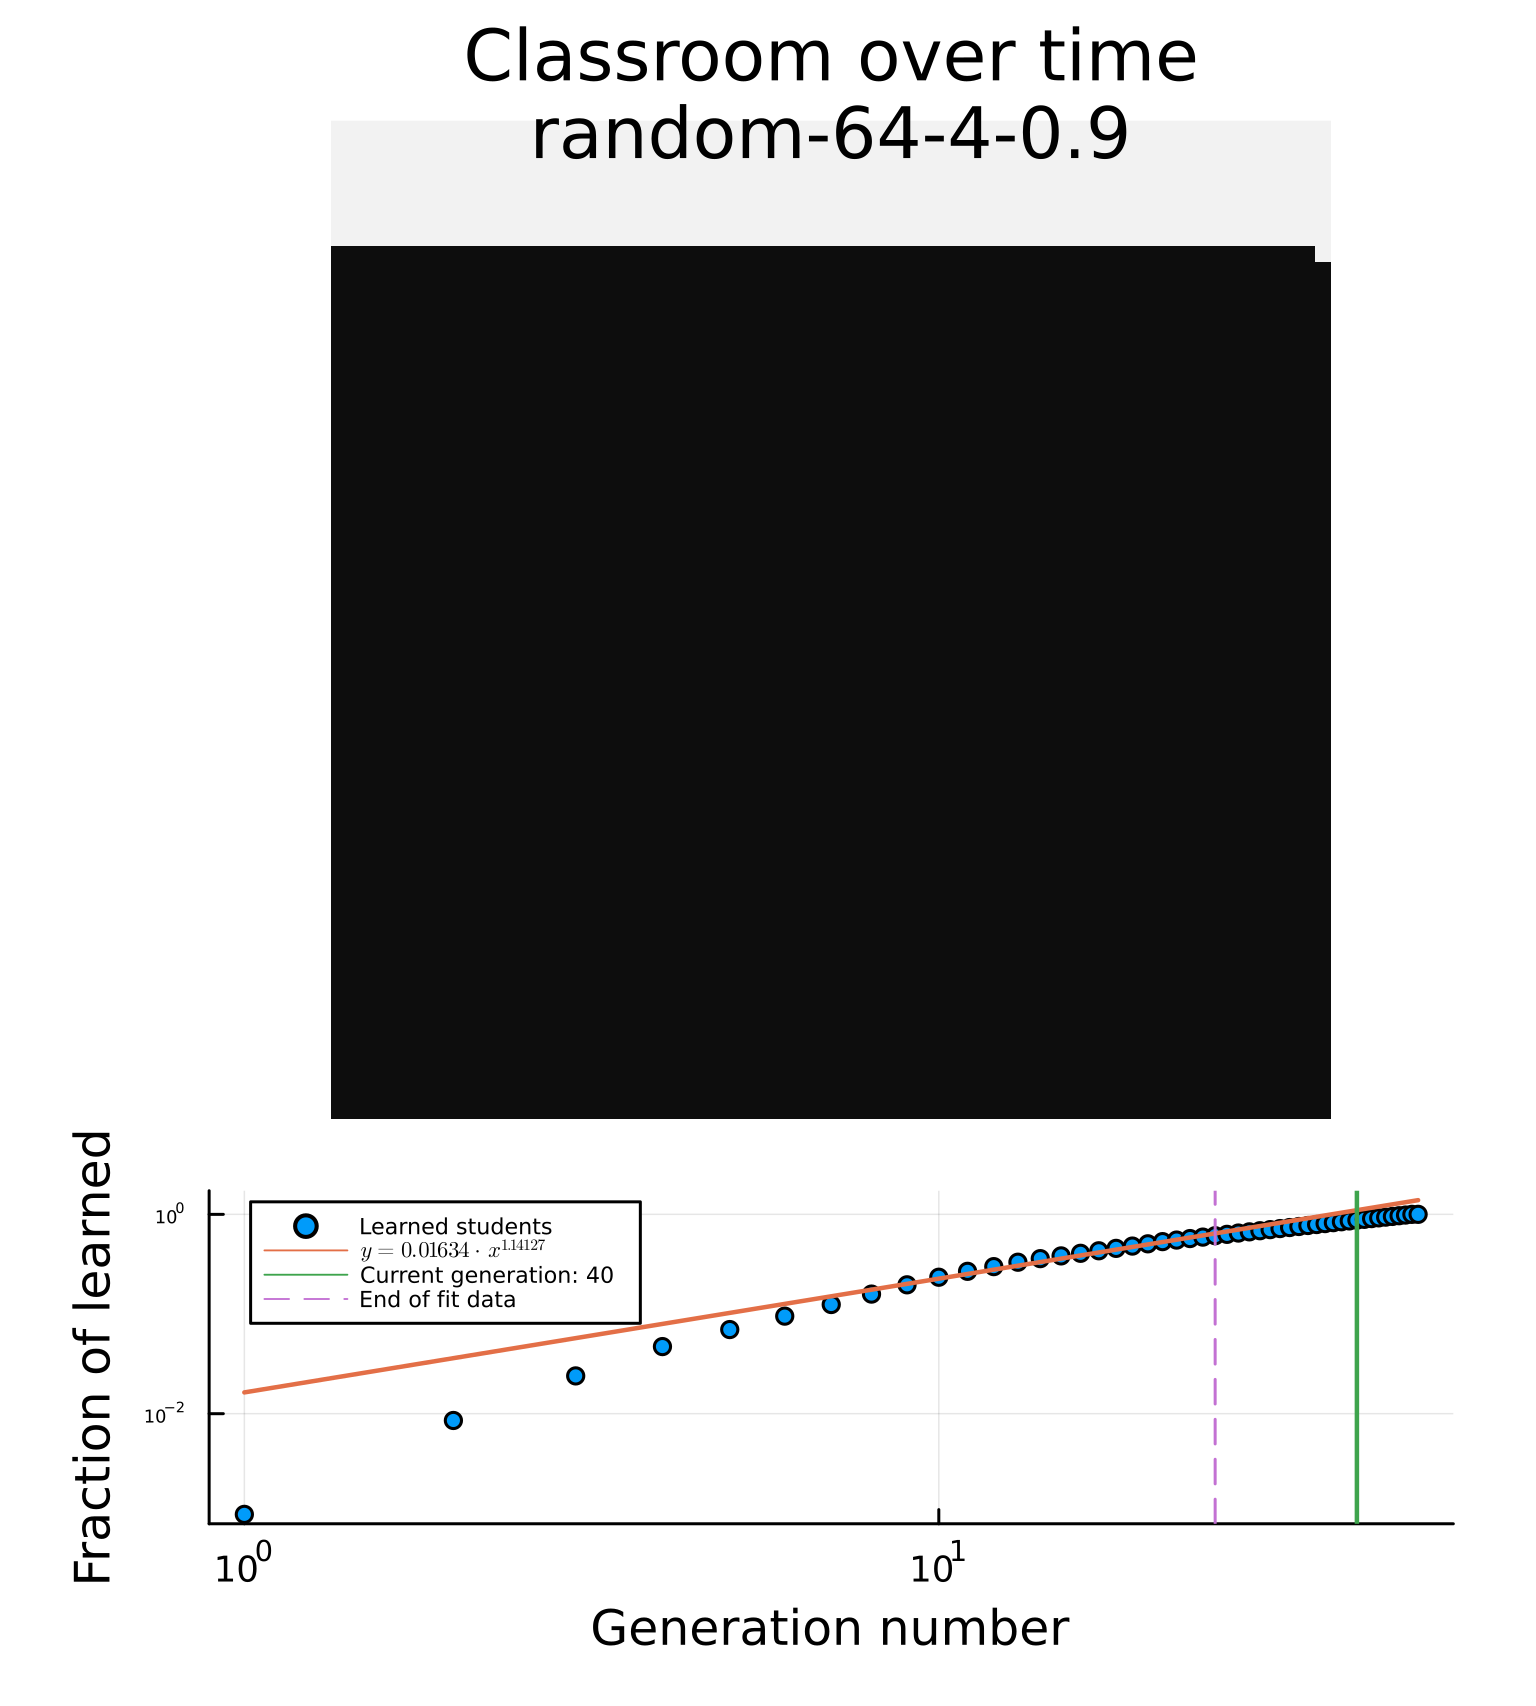 Classroom over time
random-64-4-0.9
Fraction of learned
10^0
10^-2
Learned students
y = 0.01634 · x^1.14127
Current generation: 40
End of fit data
10^0
10^1
Generation number